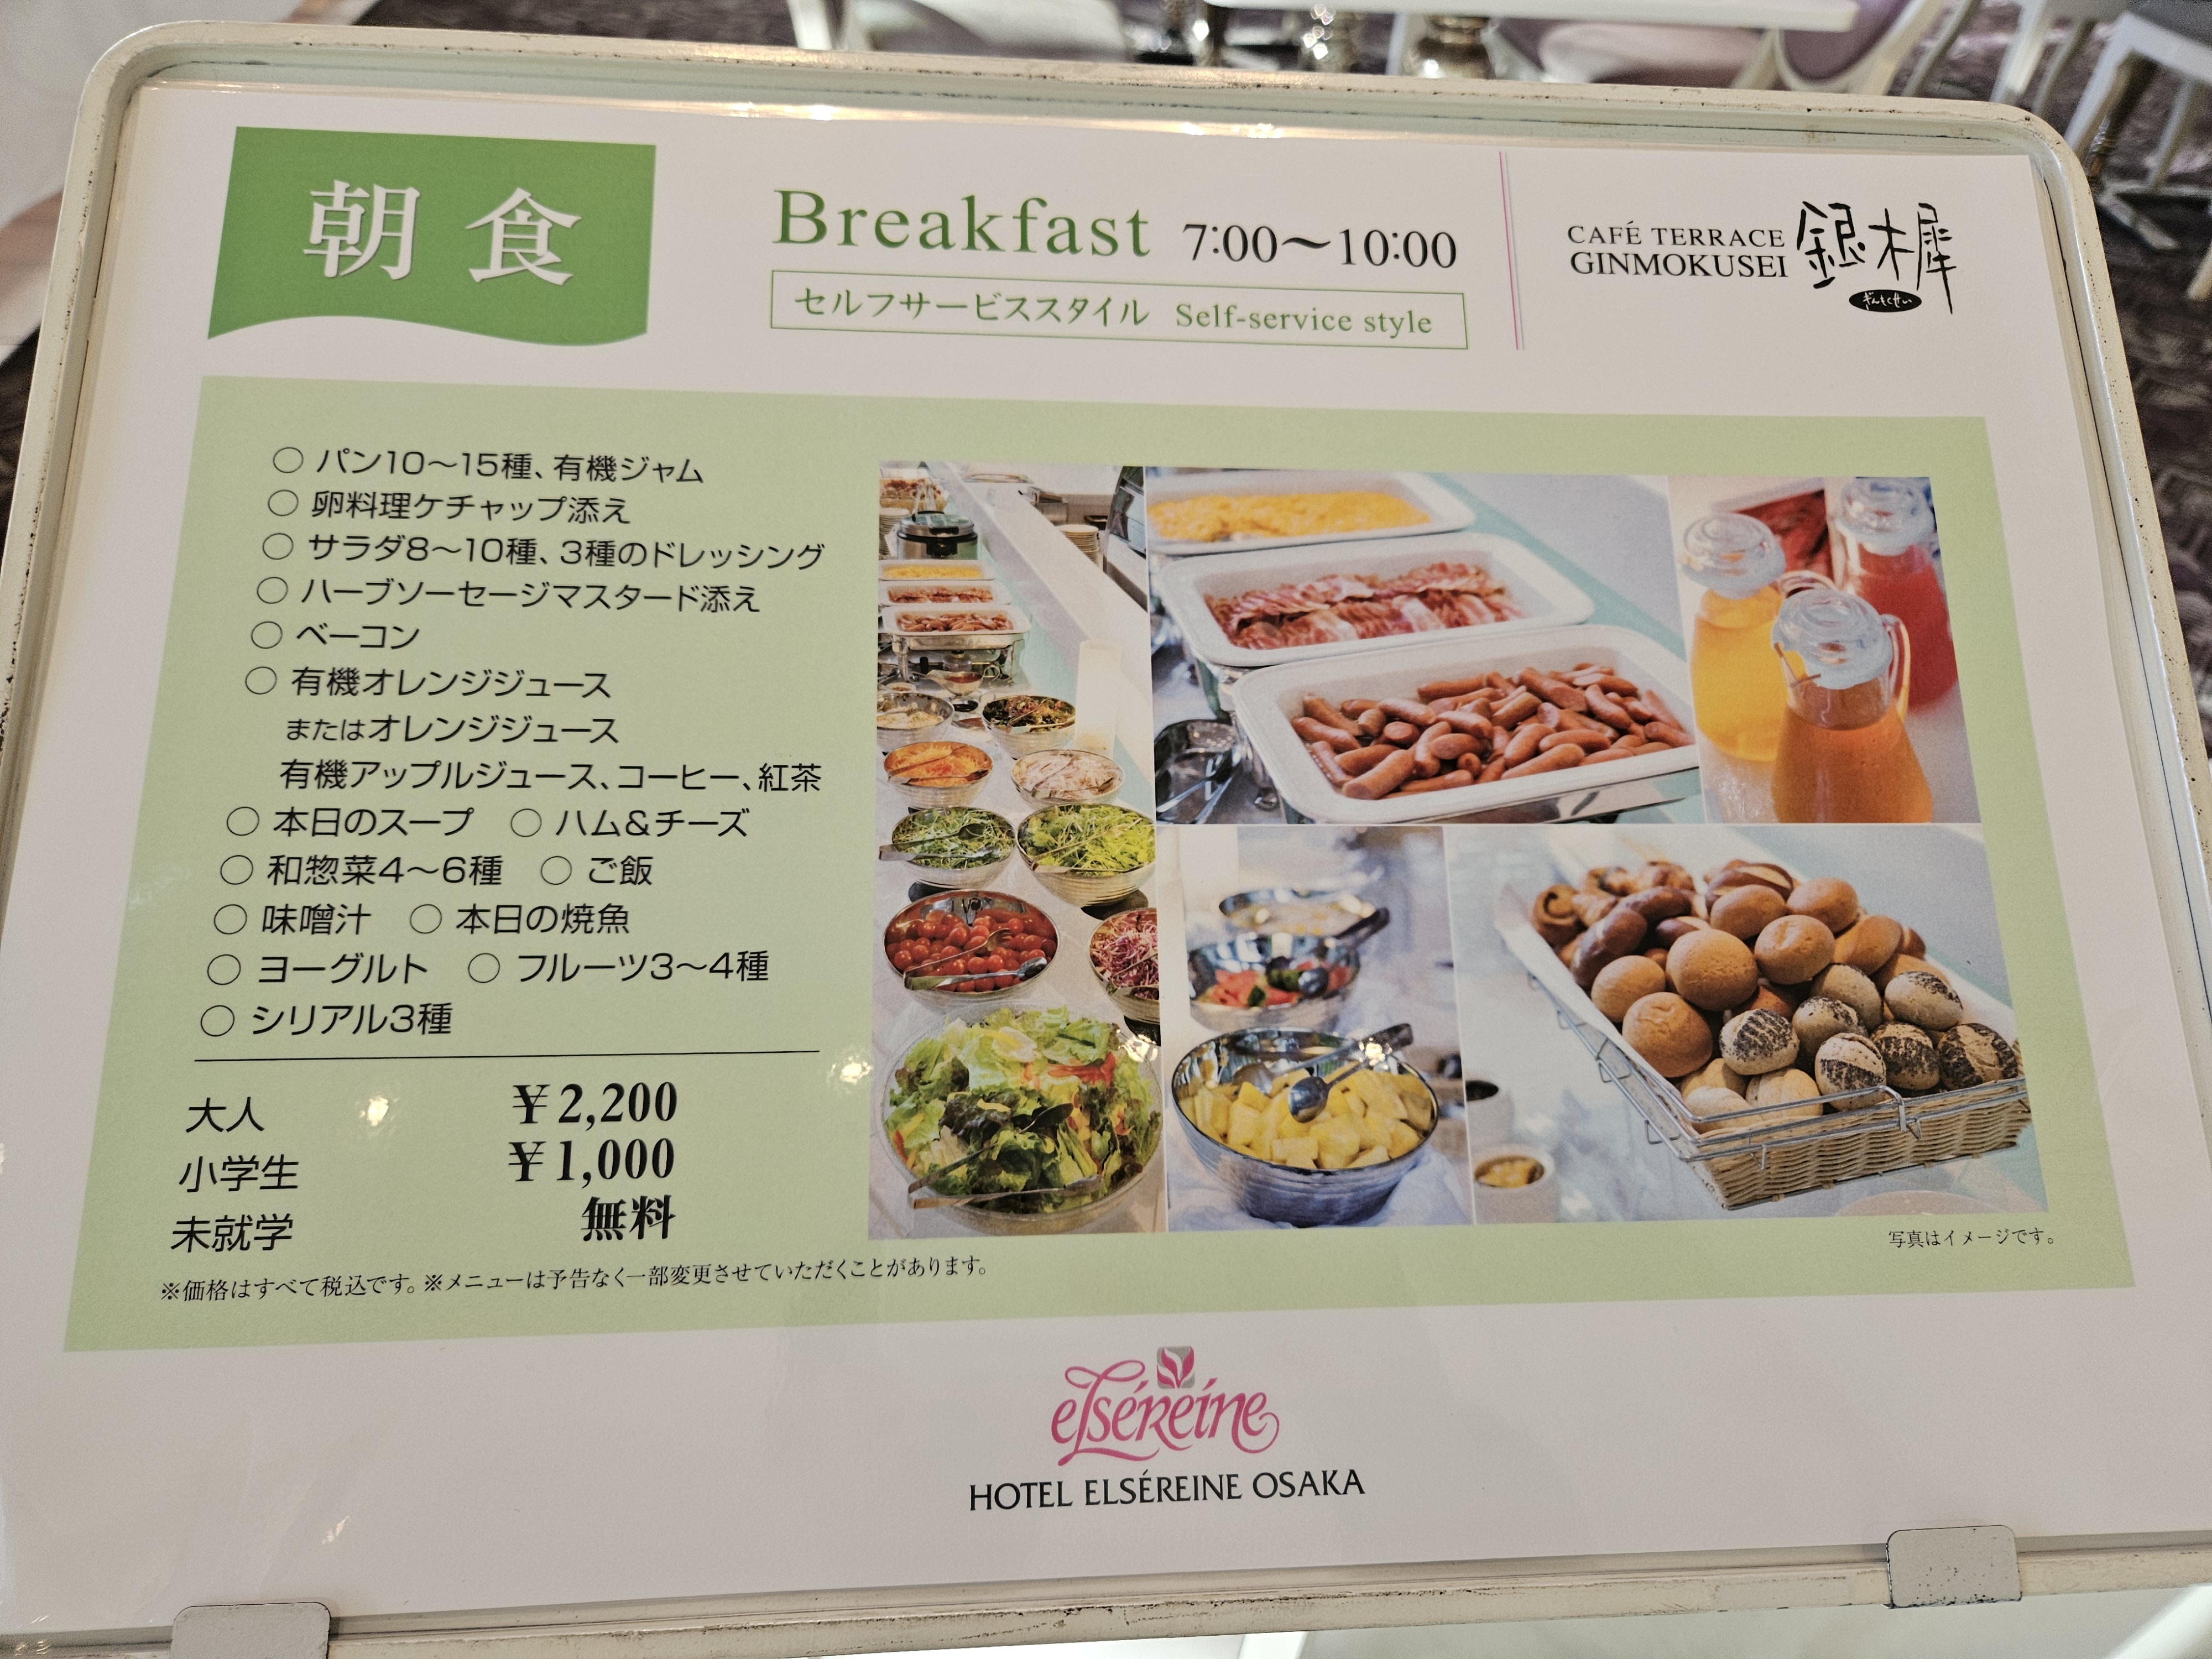 朝食
Breakfast 7:00〜10:00
セルフサービススタイル Self-service style
CAFÉ TERRACE
GINMOKUSEI
銀木犀
ぎんもくせい
○ パン10〜15種、有機ジャム
○ 卵料理ケチャップ添え
○ サラダ8〜10種、3種のドレッシング
○ ハーブソーセージマスタード添え
○ ベーコン
○ 有機オレンジジュース
またはオレンジジュース
有機アップルジュース、コーヒー、紅茶
○ 本日のスープ ○ ハム&チーズ
○ 和惣菜4〜6種 ○ ご飯
○ 味噌汁 ○ 本日の焼魚
○ ヨーグルト ○ フルーツ3〜4種
○ シリアル3種
大人 ¥2,200
小学生 ¥1,000
未就学 無料
※価格はすべて税込です。※メニューは予告なく一部変更させていただくことがあります。
写真はイメージです。
elséreine
HOTEL ELSÉREINE OSAKA